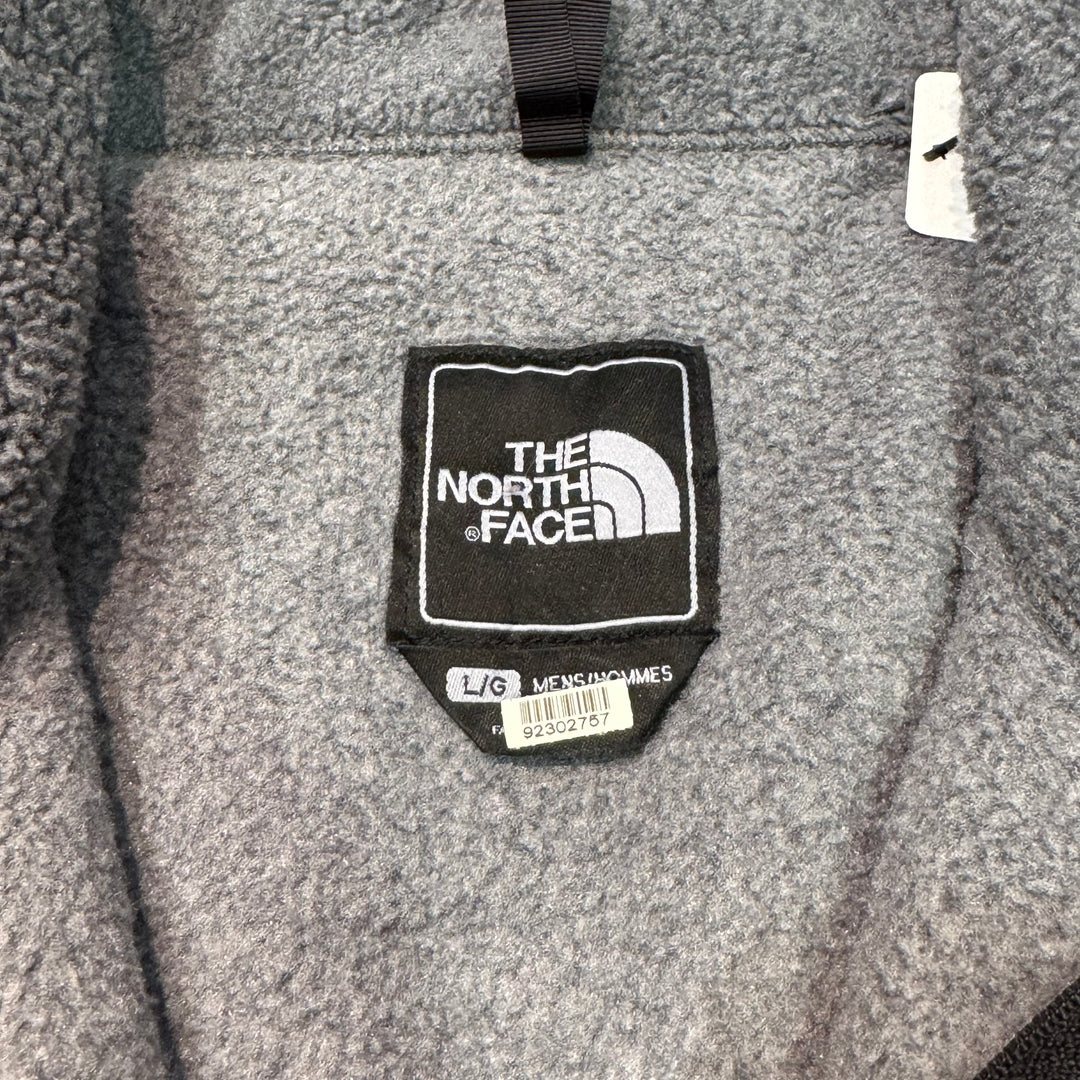 THE
NORTH
®FACE
L/G MENS/HOMMES
92302757